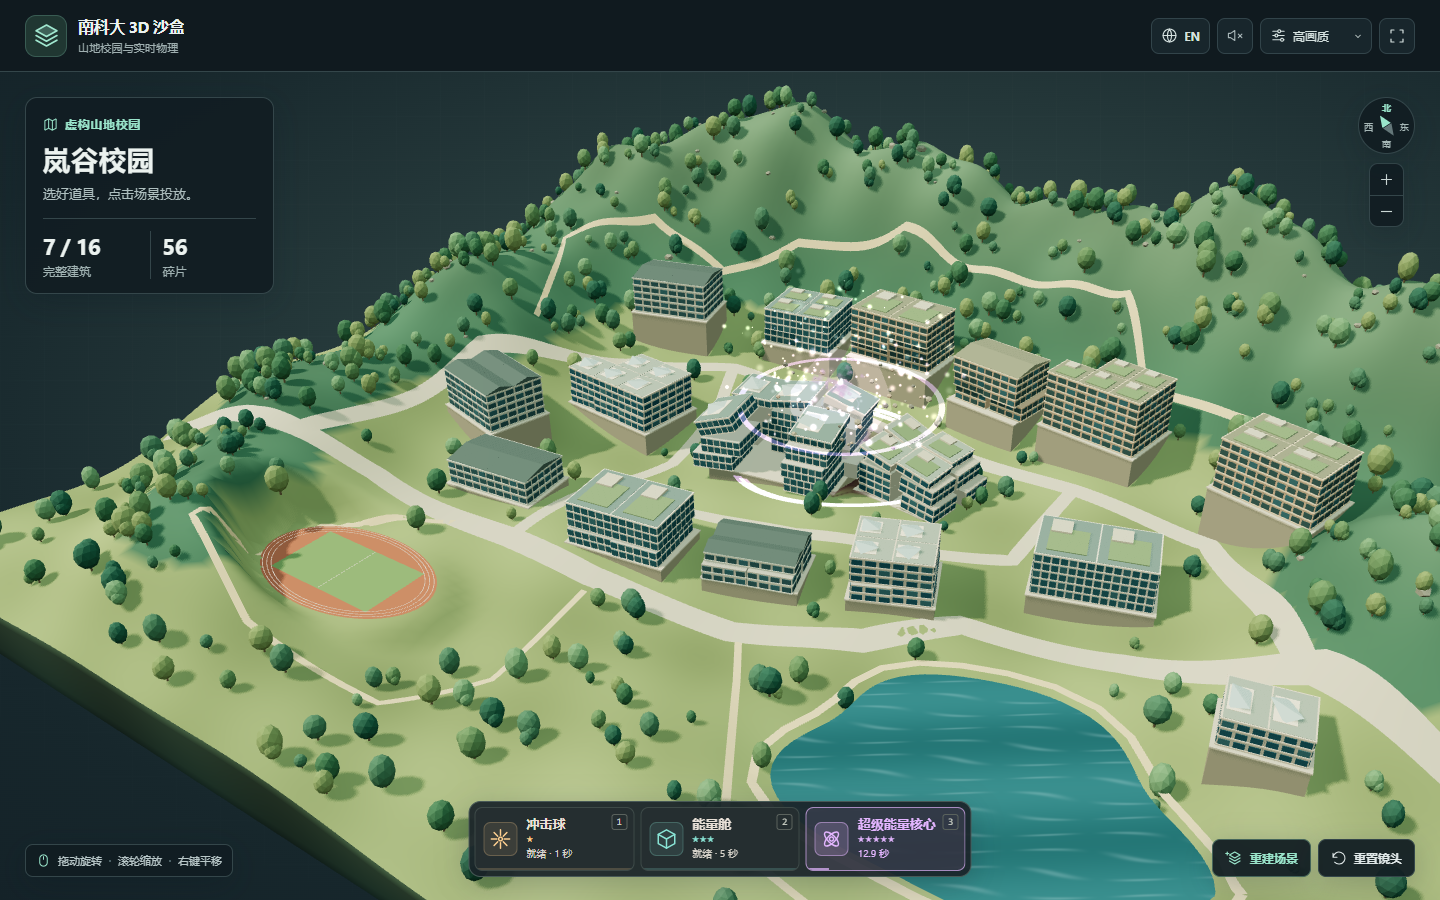 南科大 3D 沙盒
山地校园与实时物理
EN
高画质
虚构山地校园
岚谷校园
选好道具，点击场景投放。
7 / 16
完整建筑
56
碎片
北
西
东
南
+
−
冲击球
1
★
就绪 · 1 秒
能量舱
2
★★★
就绪 · 5 秒
超级能量核心
3
★★★★★
12.9 秒
拖动旋转 · 滚轮缩放 · 右键平移
重建场景
重置镜头